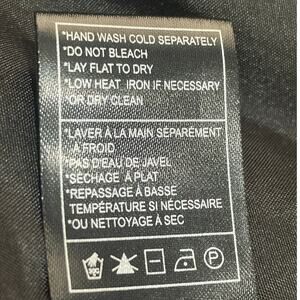 *HAND WASH COLD SEPARATELY
*DO NOT BLEACH
*LAY FLAT TO DRY
*LOW HEAT IRON IF NECESSARY
*OR DRY CLEAN
*LAVER À LA MAIN SÉPARÉMENT
À FROID
*PAS D'EAU DE JAVEL
*SÉCHAGE À PLAT
*REPASSAGE À BASSE
TEMPÉRATURE SI NÉCESSAIRE
*OU NETTOYAGE À SEC
P